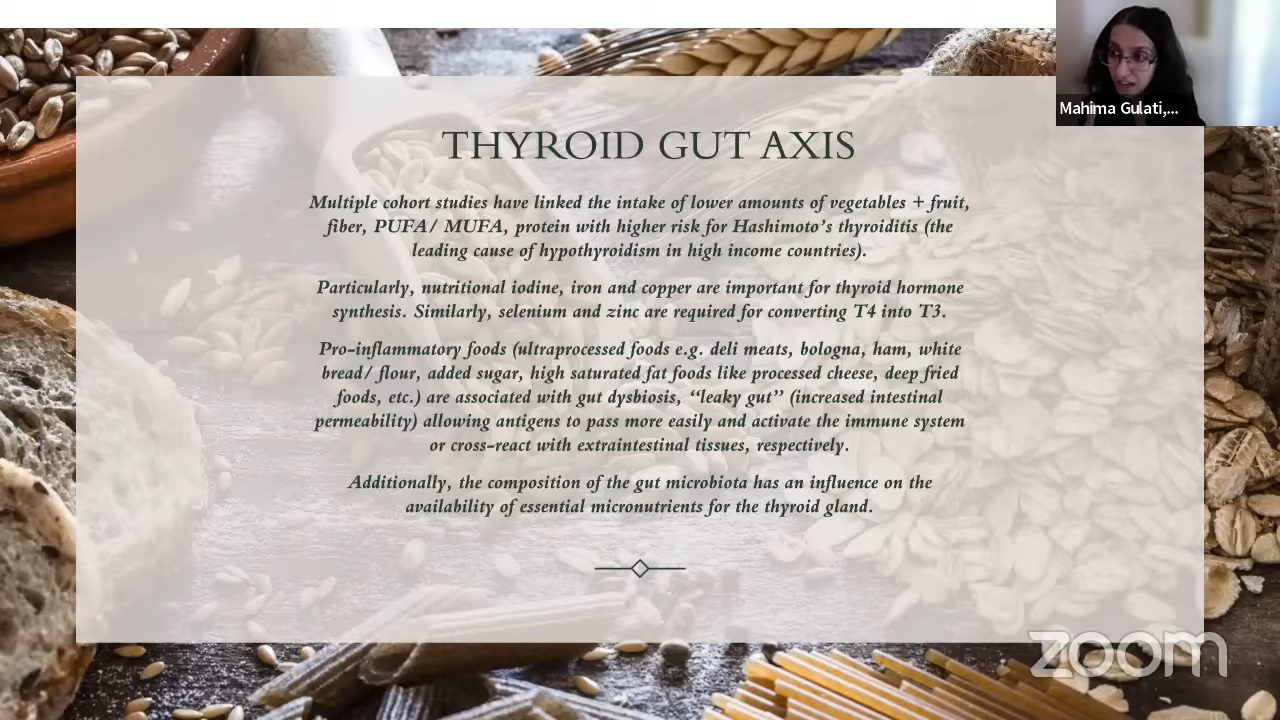 Mahima Gulati,...
THYROID GUT AXIS
Multiple cohort studies have linked the intake of lower amounts of vegetables + fruit,
fiber, PUFA/ MUFA, protein with higher risk for Hashimoto's thyroiditis (the
leading cause of hypothyroidism in high income countries).
Particularly, nutritional iodine, iron and copper are important for thyroid hormone
synthesis. Similarly, selenium and zinc are required for converting T4 into T3.
Pro-inflammatory foods (ultraprocessed foods e.g. deli meats, bologna, ham, white
bread/ flour, added sugar, high saturated fat foods like processed cheese, deep fried
foods, etc.) are associated with gut dysbiosis, “leaky gut” (increased intestinal
permeability) allowing antigens to pass more easily and activate the immune system
or cross-react with extraintestinal tissues, respectively.
Additionally, the composition of the gut microbiota has an influence on the
availability of essential micronutrients for the thyroid gland.
zoom